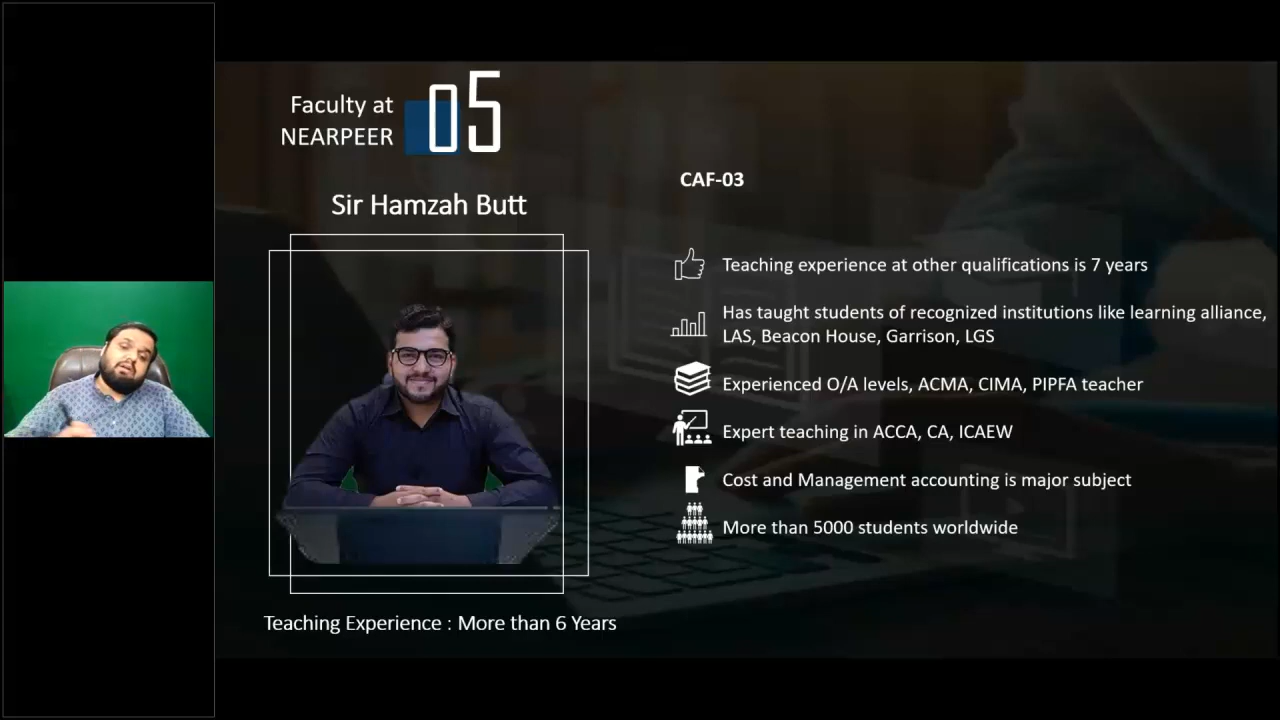 Faculty at
NEARPEER
05
Sir Hamzah Butt
Teaching Experience : More than 6 Years
CAF-03
Teaching experience at other qualifications is 7 years
Has taught students of recognized institutions like learning alliance,
LAS, Beacon House, Garrison, LGS
Experienced O/A levels, ACMA, CIMA, PIPFA teacher
Expert teaching in ACCA, CA, ICAEW
Cost and Management accounting is major subject
More than 5000 students worldwide